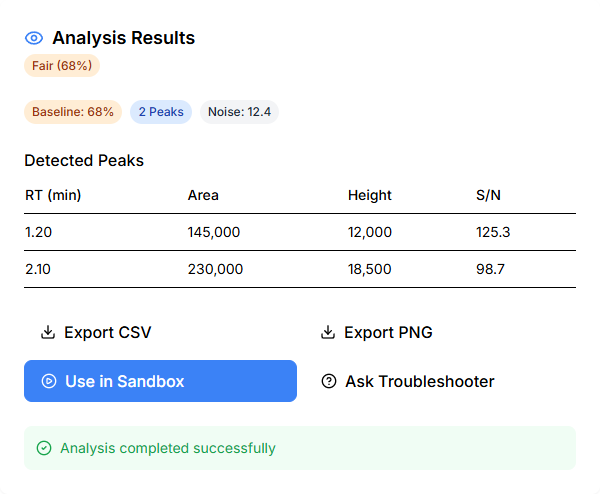 Analysis Results
Fair (68%)
Baseline: 68% 2 Peaks Noise: 12.4
Detected Peaks
RT (min) Area Height S/N
1.20 145,000 12,000 125.3
2.10 230,000 18,500 98.7
Export CSV Export PNG
Use in Sandbox Ask Troubleshooter
Analysis completed successfully